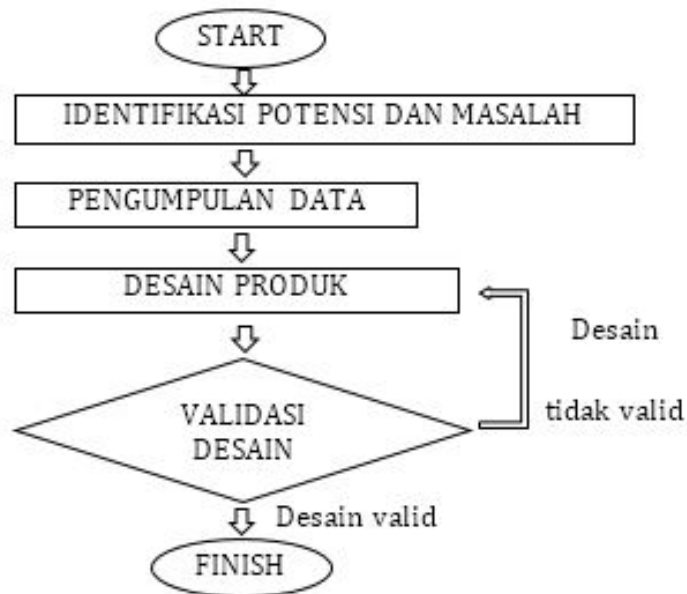 START
IDENTIFIKASI POTENSI DAN MASALAH
PENGUMPULAN DATA
DESAIN PRODUK
Desain
tidak valid
VALIDASI
DESAIN
Desain valid
FINISH